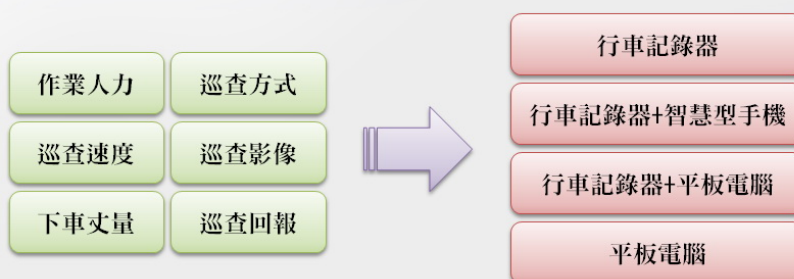 作業人力
巡查方式
巡查速度
巡查影像
下車丈量
巡查回報
行車記錄器
行車記錄器+智慧型手機
行車記錄器+平板電腦
平板電腦